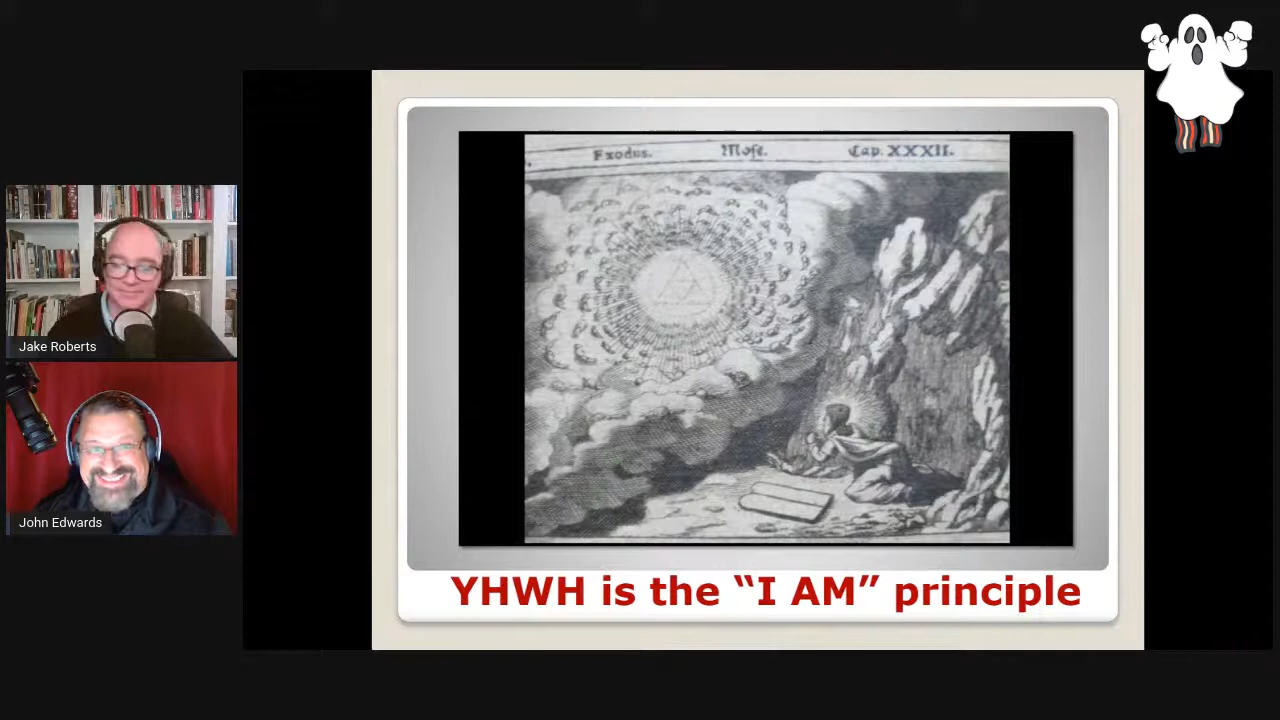 Exodus. Mose. Cap. XXXII.
Jake Roberts
John Edwards
YHWH is the “I AM” principle